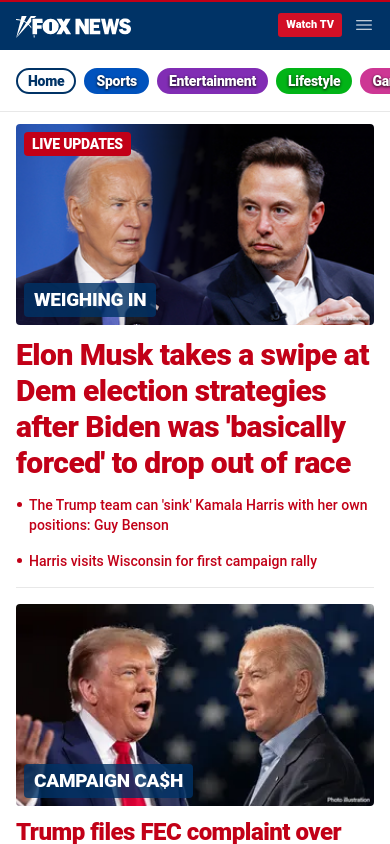 FOX NEWS
Watch TV
Home
Sports
Entertainment
Lifestyle
Ga
LIVE UPDATES
WEIGHING IN
Elon Musk takes a swipe at
Dem election strategies
after Biden was 'basically
forced' to drop out of race
• The Trump team can 'sink' Kamala Harris with her own
positions: Guy Benson
• Harris visits Wisconsin for first campaign rally
CAMPAIGN CA$H
Photo Illustration
Trump files FEC complaint over